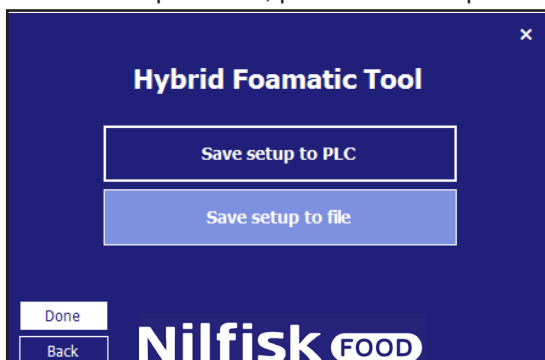 ×
Hybrid Foamatic Tool
Save setup to PLC
Save setup to file
Done
Back
Nilfisk FOOD